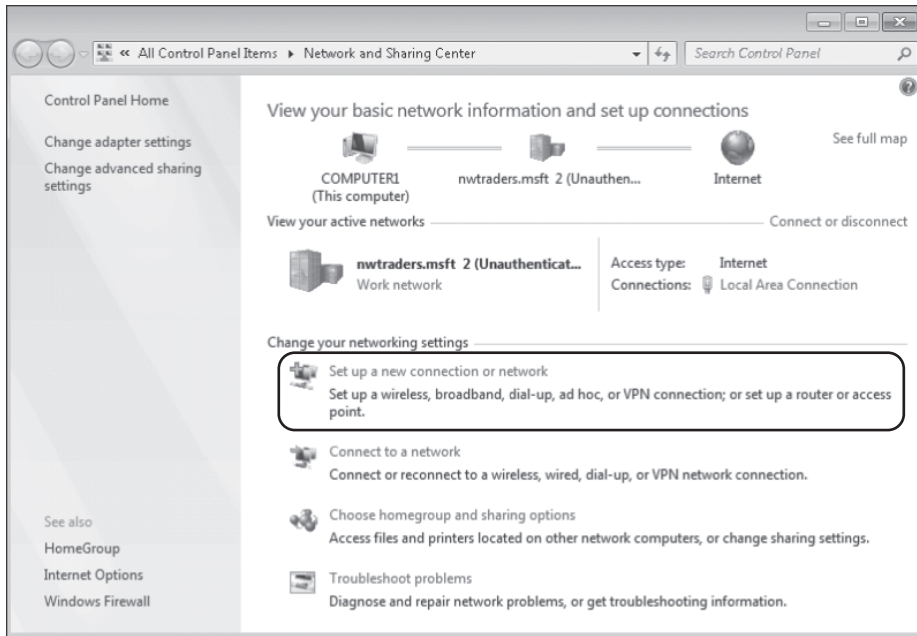 « All Control Panel Items ▸ Network and Sharing Center
Search Control Panel
Control Panel Home
Change adapter settings
Change advanced sharing
settings
View your basic network information and set up connections
See full map
COMPUTER1
(This computer)
nwtraders.msft 2 (Unauthen...
Internet
View your active networks
Connect or disconnect
nwtraders.msft 2 (Unauthenticat...
Work network
Access type: Internet
Connections: Local Area Connection
Change your networking settings
Set up a new connection or network
Set up a wireless, broadband, dial-up, ad hoc, or VPN connection; or set up a router or access
point.
Connect to a network
Connect or reconnect to a wireless, wired, dial-up, or VPN network connection.
Choose homegroup and sharing options
Access files and printers located on other network computers, or change sharing settings.
Troubleshoot problems
Diagnose and repair network problems, or get troubleshooting information.
See also
HomeGroup
Internet Options
Windows Firewall